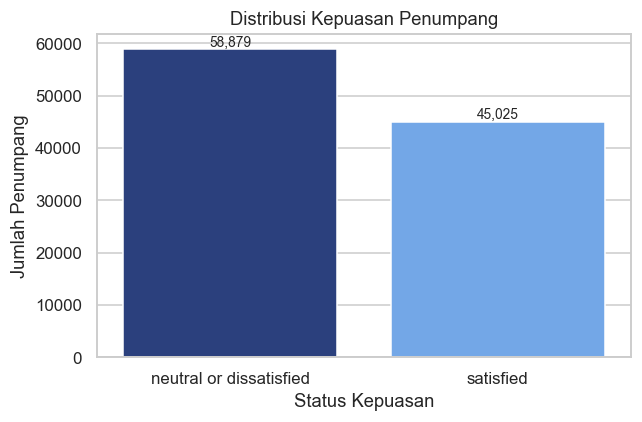 Distribusi Kepuasan Penumpang
58,879
45,025
60000
50000
40000
30000
20000
10000
0
Jumlah Penumpang
neutral or dissatisfied
satisfied
Status Kepuasan